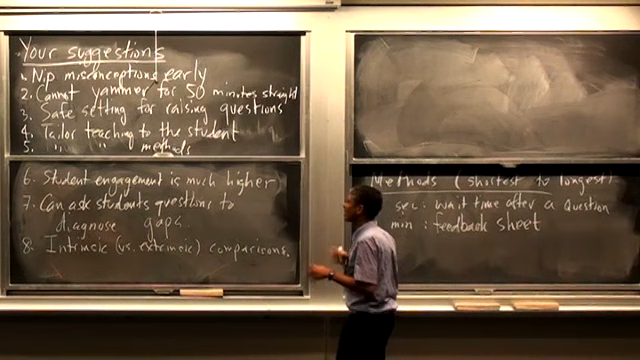 Your suggestions
1. Nip misconceptions early
2. Cannot yammer for 50 minutes straight
3. Safe setting for raising questions
4. Tailor teaching to the student
5. " " " methods
6. Student engagement is much higher
7. Can ask students questions to
diagnose gaps.
8. Intrinsic (vs. extrinsic) comparisons.
Methods (shortest to longest)
sec: wait time after a question
min: feedback sheet